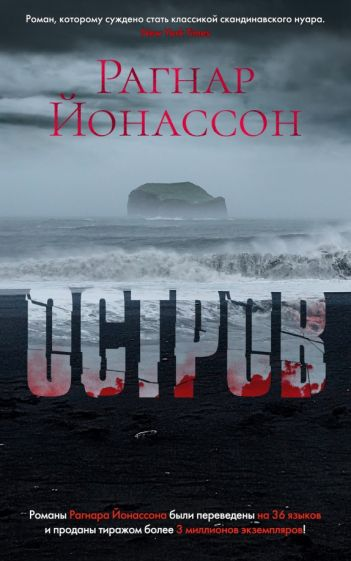 Роман, которому суждено стать классикой скандинавского нуара.
New York Times
Рагнар
Йонассон
ОСТРОВ
Романы Рагнара Йонассона были переведены на 36 языков
и проданы тиражом более 3 миллионов экземпляров!